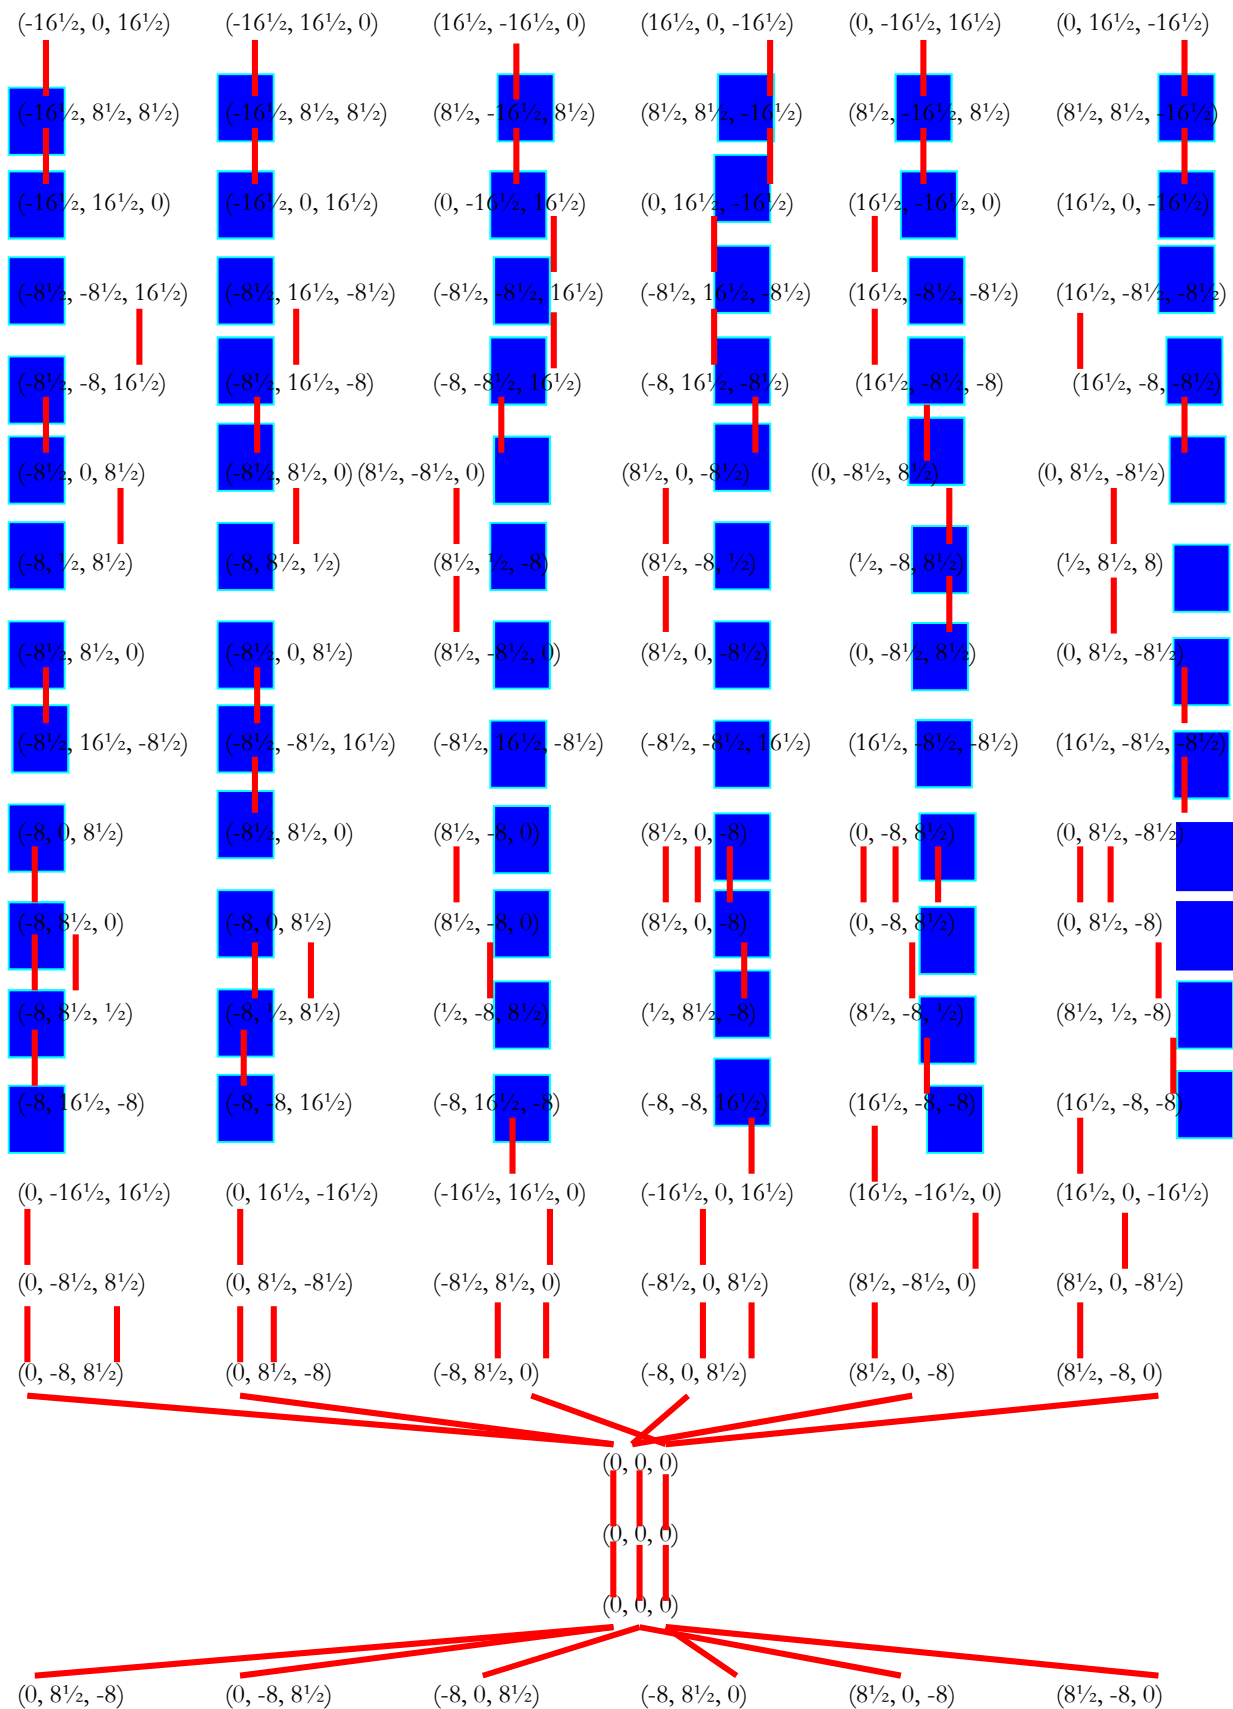 (-16½, 0, 16½) (-16½, 16½, 0) (16½, -16½, 0) (16½, 0, -16½) (0, -16½, 16½) (0, 16½, -16½)
(-16½, 8½, 8½) (-16½, 8½, 8½) (8½, -16½, 8½) (8½, 8½, -16½) (8½, -16½, 8½) (8½, 8½, -16½)
(-16½, 16½, 0) (-16½, 0, 16½) (0, -16½, 16½) (0, 16½, -16½) (16½, -16½, 0) (16½, 0, -16½)
(-8½, -8½, 16½) (-8½, 16½, -8½) (-8½, -8½, 16½) (-8½, 16½, -8½) (16½, -8½, -8½) (16½, -8½, -8½)
(-8½, -8, 16½) (-8½, 16½, -8) (-8, -8½, 16½) (-8, 16½, -8½) (16½, -8½, -8) (16½, -8, -8½)
(-8½, 0, 8½) (-8½, 8½, 0) (8½, -8½, 0) (8½, 0, -8½) (0, -8½, 8½) (0, 8½, -8½)
(-8, ½, 8½) (-8, 8½, ½) (8½, ½, -8) (8½, -8, ½) (½, -8, 8½) (½, 8½, 8)
(-8½, 8½, 0) (-8½, 0, 8½) (8½, -8½, 0) (8½, 0, -8½) (0, -8½, 8½) (0, 8½, -8½)
(-8½, 16½, -8½) (-8½, -8½, 16½) (-8½, 16½, -8½) (-8½, -8½, 16½) (16½, -8½, -8½) (16½, -8½, -8½)
(-8, 0, 8½) (-8½, 8½, 0) (8½, -8, 0) (8½, 0, -8) (0, -8, 8½) (0, 8½, -8½)
(-8, 8½, 0) (-8, 0, 8½) (8½, -8, 0) (8½, 0, -8) (0, -8, 8½) (0, 8½, -8)
(-8, 8½, ½) (-8, ½, 8½) (½, -8, 8½) (½, 8½, -8) (8½, -8, ½) (8½, ½, -8)
(-8, 16½, -8) (-8, -8, 16½) (-8, 16½, -8) (-8, -8, 16½) (16½, -8, -8) (16½, -8, -8)
(0, -16½, 16½) (0, 16½, -16½) (-16½, 16½, 0) (-16½, 0, 16½) (16½, -16½, 0) (16½, 0, -16½)
(0, -8½, 8½) (0, 8½, -8½) (-8½, 8½, 0) (-8½, 0, 8½) (8½, -8½, 0) (8½, 0, -8½)
(0, -8, 8½) (0, 8½, -8) (-8, 8½, 0) (-8, 0, 8½) (8½, 0, -8) (8½, -8, 0)
(0, 0, 0)
(0, 0, 0)
(0, 0, 0)
(0, 8½, -8) (0, -8, 8½) (-8, 0, 8½) (-8, 8½, 0) (8½, 0, -8) (8½, -8, 0)